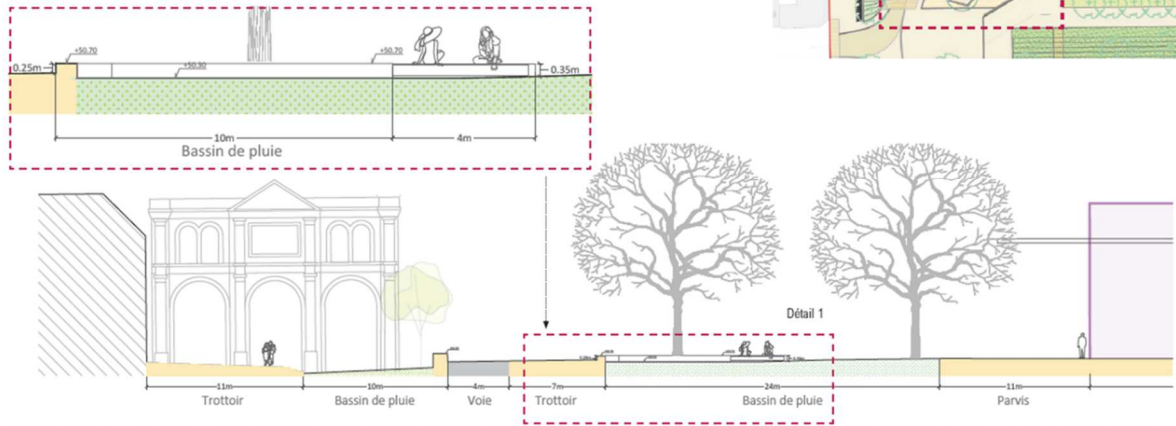 +50.70
+50.70
0.25m
+50.50
0.35m
10m
4m
Bassin de pluie
Détail 1
11m
10m
4m
7m
24m
11m
Trottoir
Bassin de pluie
Voie
Trottoir
Bassin de pluie
Parvis